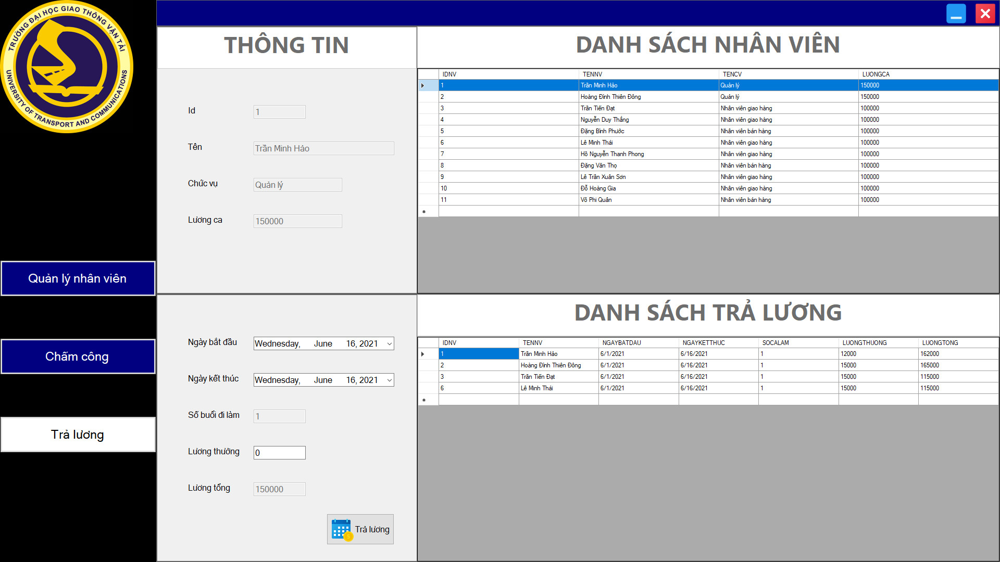 TRƯỜNG ĐẠI HỌC GIAO THÔNG VẬN TẢI
UNIVERSITY OF TRANSPORT AND COMMUNICATIONS
Quản lý nhân viên
Chấm công
Trả lương
THÔNG TIN
Id 1
Tên Trần Minh Hảo
Chức vụ Quản lý
Lương ca 150000
Ngày bắt đầu Wednesday, June 16, 2021
Ngày kết thúc Wednesday, June 16, 2021
Số buổi đi làm 1
Lương thưởng 0
Lương tổng 150000
Trả lương
DANH SÁCH NHÂN VIÊN
IDNV TENNV TENCV LUONGCA
1 Trần Minh Hảo Quản lý 150000
2 Hoàng Đình Thiên Đông Quản lý 150000
3 Trần Tiến Đạt Nhân viên giao hàng 100000
4 Nguyễn Duy Thắng Nhân viên giao hàng 100000
5 Đặng Bình Phước Nhân viên bán hàng 100000
6 Lê Minh Thái Nhân viên giao hàng 100000
7 Hồ Nguyễn Thanh Phong Nhân viên giao hàng 100000
8 Đặng Văn Thọ Nhân viên bán hàng 100000
9 Lê Trần Xuân Sơn Nhân viên giao hàng 100000
10 Đỗ Hoàng Gia Nhân viên giao hàng 100000
11 Võ Phi Quân Nhân viên bán hàng 100000
DANH SÁCH TRẢ LƯƠNG
IDNV TENNV NGAYBATDAU NGAYKETTHUC SOCALAM LUONGTHUONG LUONGTONG
1 Trần Minh Hảo 6/1/2021 6/16/2021 1 12000 162000
2 Hoàng Đình Thiên Đông 6/1/2021 6/16/2021 1 15000 165000
3 Trần Tiến Đạt 6/1/2021 6/16/2021 1 15000 115000
6 Lê Minh Thái 6/1/2021 6/16/2021 1 15000 115000